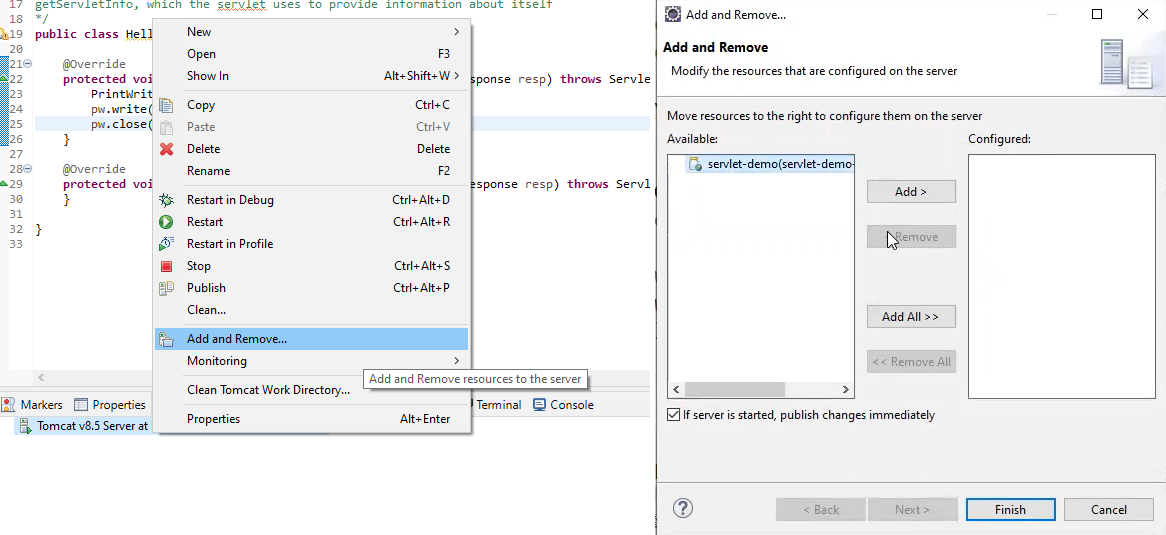 17 getServletInfo, which the servlet uses to provide information about itself
18 */
19 public class Hell
20
21 @Override
22 protected voi esponse resp) throws Servle
23 PrintWrit
24 pw.write(
25 pw.close(
26 }
27
28 @Override
29 protected voi esponse resp) throws Servl
30 }
31
32 }
33
New
Open F3
Show In Alt+Shift+W >
Copy Ctrl+C
Paste Ctrl+V
Delete Delete
Rename F2
Restart in Debug Ctrl+Alt+D
Restart Ctrl+Alt+R
Restart in Profile
Stop Ctrl+Alt+S
Publish Ctrl+Alt+P
Clean...
Add and Remove...
Monitoring
Add and Remove resources to the server
Clean Tomcat Work Directory...
Properties Alt+Enter
Markers Properties Terminal Console
Tomcat v8.5 Server at
Add and Remove...
Add and Remove
Modify the resources that are configured on the server
Move resources to the right to configure them on the server
Available: Configured:
servlet-demo(servlet-demo-
Add >
Remove
Add All >>
<< Remove All
If server is started, publish changes immediately
? < Back Next > Finish Cancel